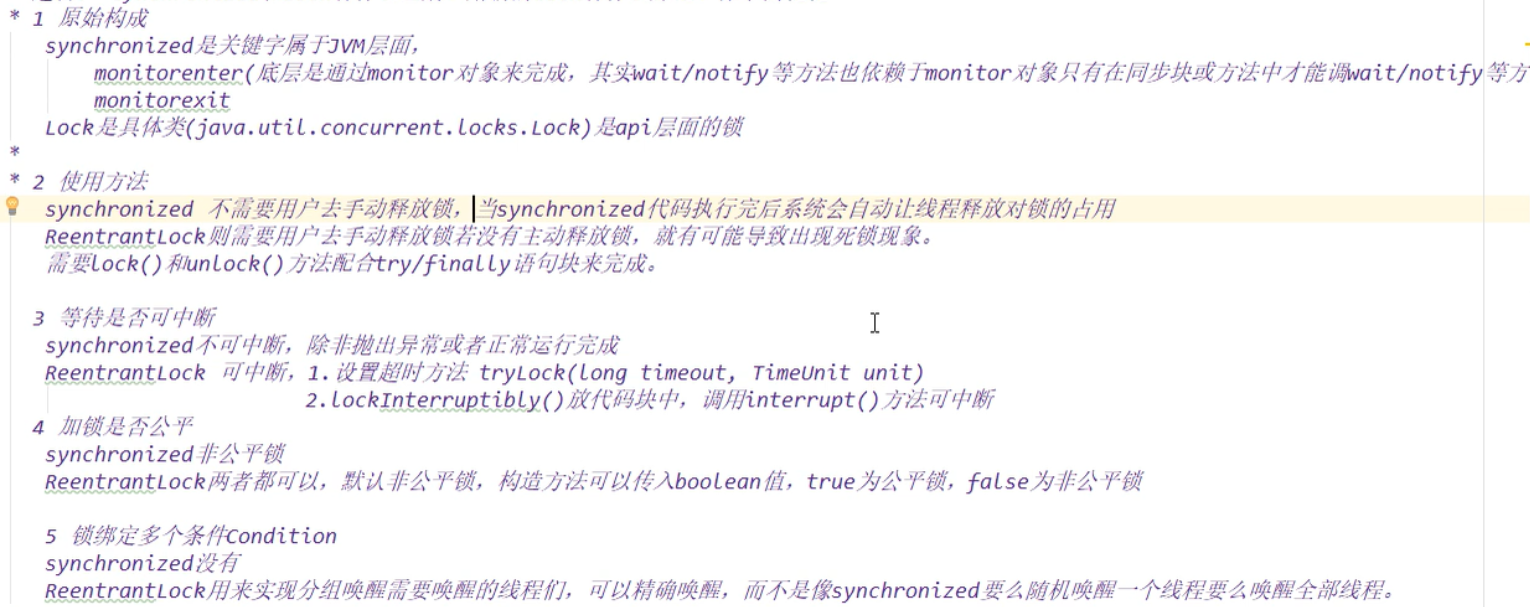 * 1 原始构成
synchronized是关键字属于JVM层面，
monitorenter(底层是通过monitor对象来完成，其实wait/notify等方法也依赖于monitor对象只有在同步块或方法中才能调wait/notify等方
monitorexit
Lock是具体类(java.util.concurrent.locks.Lock)是api层面的锁
*
* 2 使用方法
synchronized 不需要用户去手动释放锁，当synchronized代码执行完后系统会自动让线程释放对锁的占用
ReentrantLock则需要用户去手动释放锁若没有主动释放锁，就有可能导致出现死锁现象。
需要lock()和unlock()方法配合try/finally语句块来完成。
3 等待是否可中断
synchronized不可中断，除非抛出异常或者正常运行完成
ReentrantLock 可中断，1.设置超时方法 tryLock(long timeout, TimeUnit unit)
2.lockInterruptibly()放代码块中，调用interrupt()方法可中断
4 加锁是否公平
synchronized非公平锁
ReentrantLock两者都可以，默认非公平锁，构造方法可以传入boolean值，true为公平锁，false为非公平锁
5 锁绑定多个条件Condition
synchronized没有
ReentrantLock用来实现分组唤醒需要唤醒的线程们，可以精确唤醒，而不是像synchronized要么随机唤醒一个线程要么唤醒全部线程。